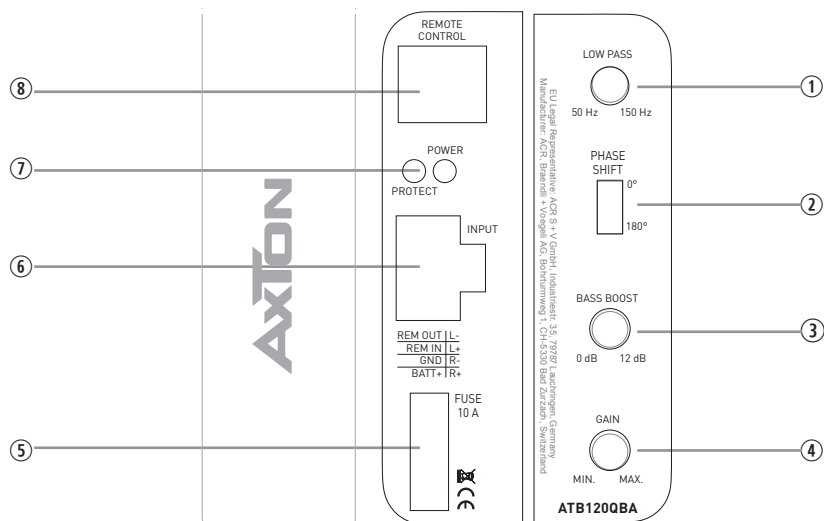 REMOTE
CONTROL
⑧
POWER
⑦
PROTECT
AXTON
INPUT
⑥
REM OUT L-
REM IN L+
GND R-
BATT+ R+
FUSE
10 A
⑤
CE
EU Legal Representative: ACR S + V GmbH, Industriestr. 35, 79787 Lauchringen, Germany
Manufacturer: ACR, Braendli + Voegeli AG, Bohrturmweg 1, CH-5330 Bad Zurzach, Switzerland
LOW PASS
①
50 Hz 150 Hz
PHASE
SHIFT
0°
②
180°
BASS BOOST
③
0 dB 12 dB
GAIN
④
MIN. MAX.
ATB120QBA